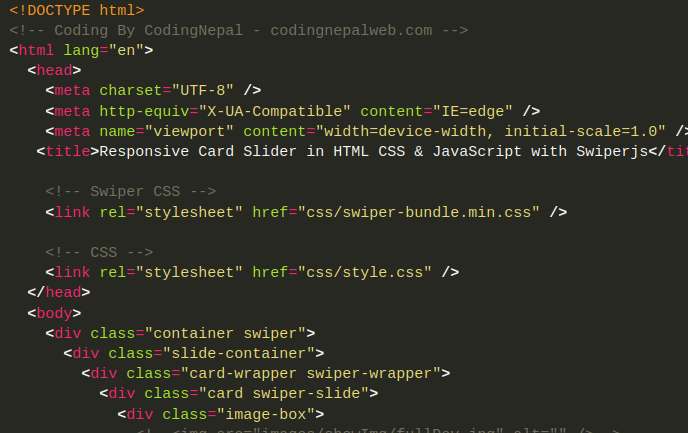 <!DOCTYPE html>
<!-- Coding By CodingNepal - codingnepalweb.com -->
<html lang="en">
<head>
<meta charset="UTF-8" />
<meta http-equiv="X-UA-Compatible" content="IE=edge" />
<meta name="viewport" content="width=device-width, initial-scale=1.0" />
<title>Responsive Card Slider in HTML CSS & JavaScript with Swiperjs</tit
<!-- Swiper CSS -->
<link rel="stylesheet" href="css/swiper-bundle.min.css" />
<!-- CSS -->
<link rel="stylesheet" href="css/style.css" />
</head>
<body>
<div class="container swiper">
<div class="slide-container">
<div class="card-wrapper swiper-wrapper">
<div class="card swiper-slide">
<div class="image-box">